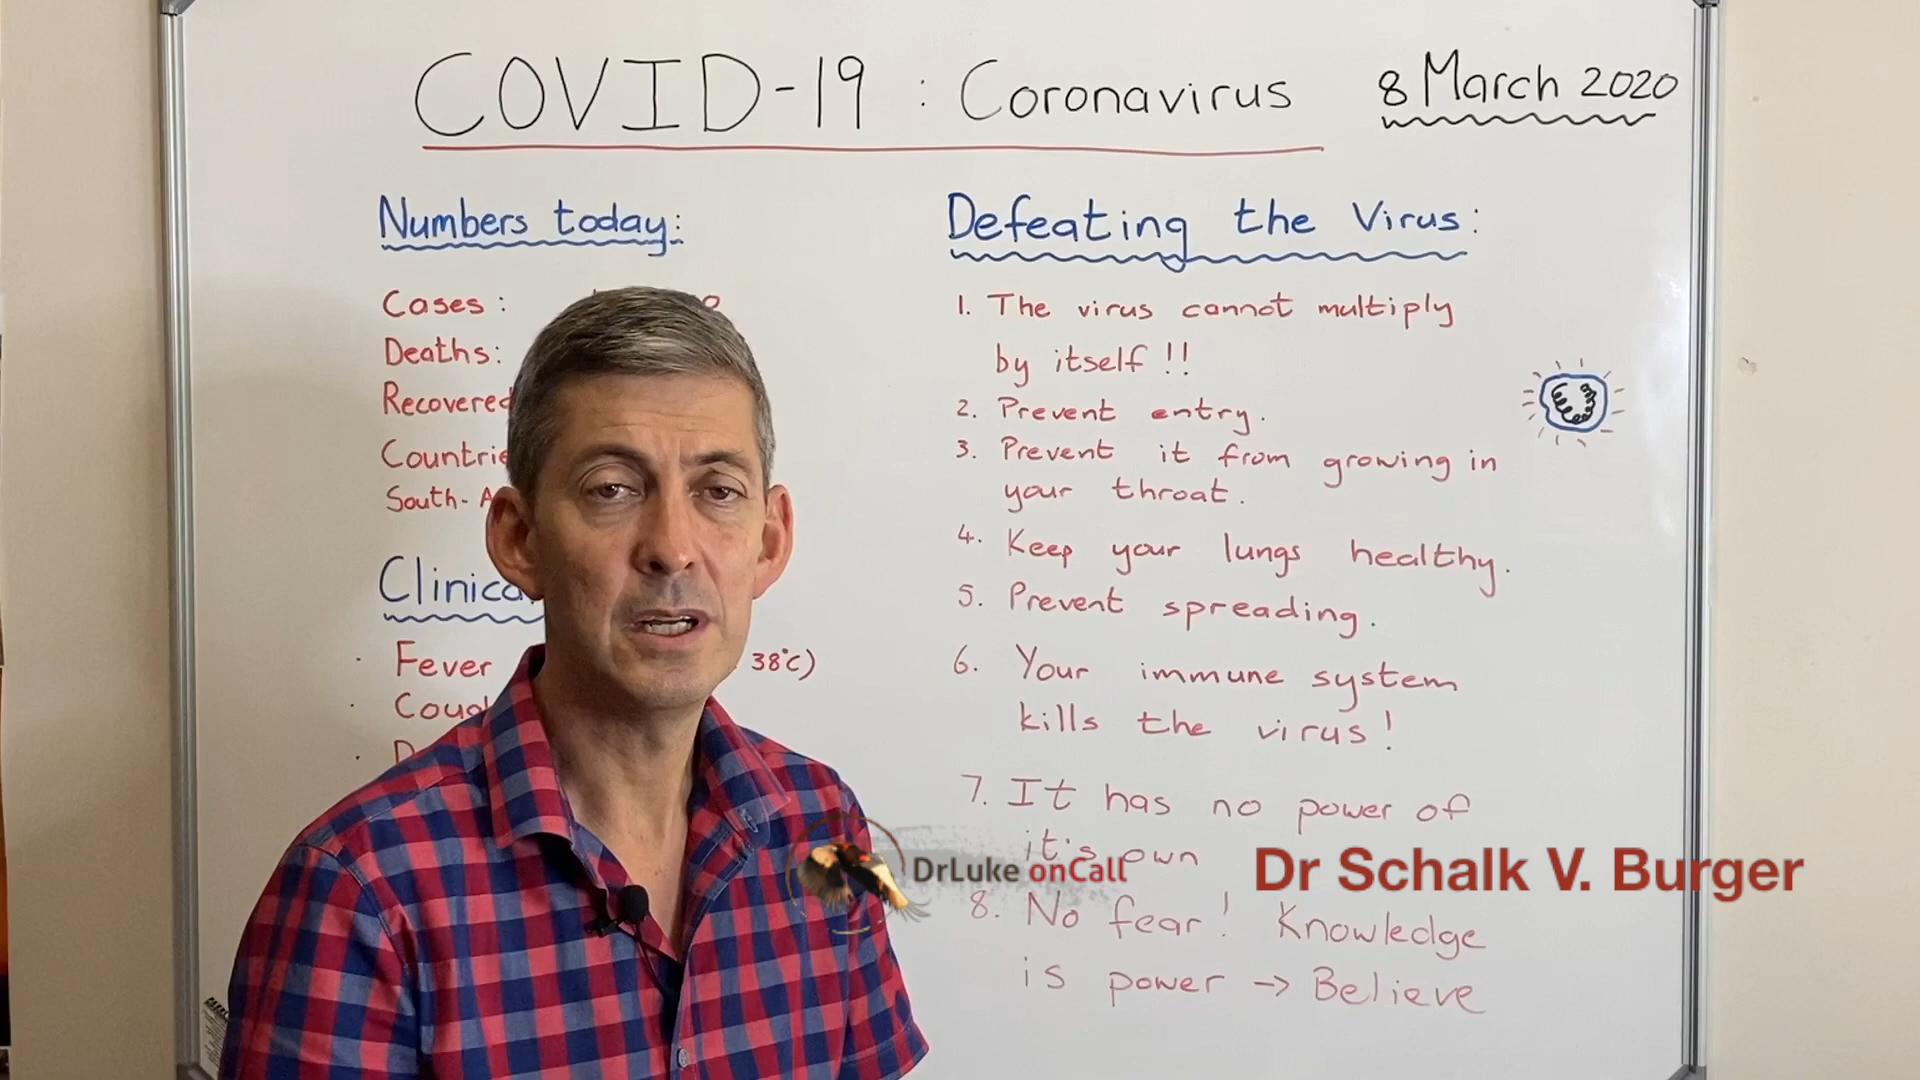 COVID-19 : Coronavirus 8 March 2020
Numbers today:
Cases :
Deaths:
Recovered
South-
Fever 38°C)
Defeating the Virus:
1. The virus cannot multiply
by itself !!
2. Prevent entry.
3. Prevent it from growing in
your throat.
4. Keep your lungs healthy.
5. Prevent spreading.
6. Your immune system
kills the virus!
7. It has no power of
it's own
DrLuke onCall
Dr Schalk V. Burger
8. No fear! Knowledge
is power → Believe